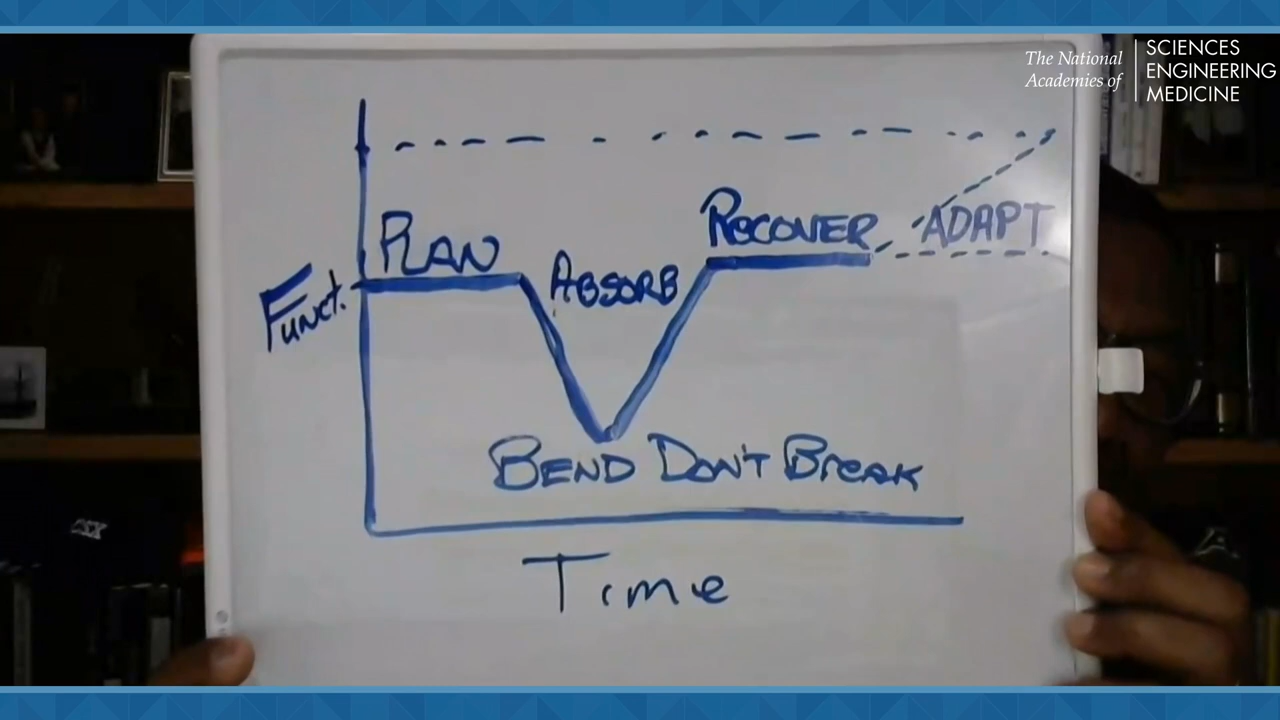 The National
Academies of
SCIENCES
ENGINEERING
MEDICINE
PLAN
ABSORB
RECOVER
ADAPT
Funct.
BEND DON'T BREAK
Time